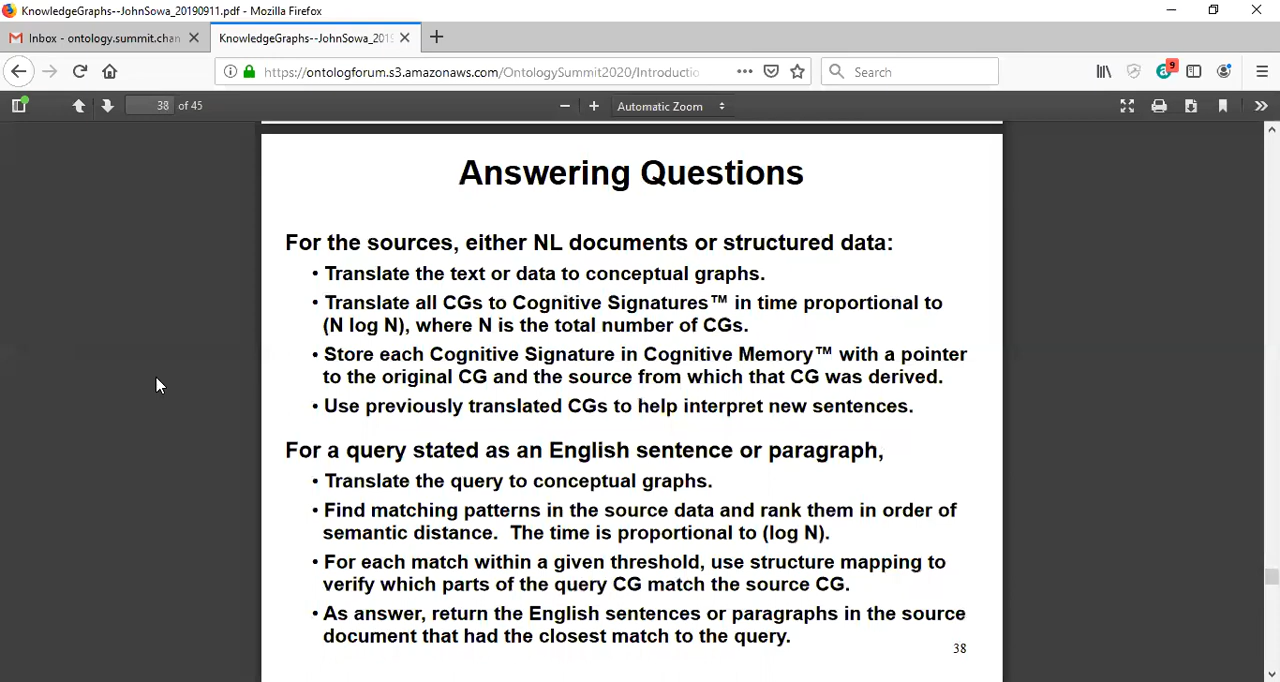 KnowledgeGraphs--JohnSowa_20190911.pdf - Mozilla Firefox
Inbox - ontology.summit.chan
KnowledgeGraphs--JohnSowa_201
https://ontologforum.s3.amazonaws.com/OntologySummit2020/Introductio
Search
9
38 of 45
Automatic Zoom
Answering Questions
For the sources, either NL documents or structured data:
• Translate the text or data to conceptual graphs.
• Translate all CGs to Cognitive Signatures™ in time proportional to
(N log N), where N is the total number of CGs.
• Store each Cognitive Signature in Cognitive Memory™ with a pointer
to the original CG and the source from which that CG was derived.
• Use previously translated CGs to help interpret new sentences.
For a query stated as an English sentence or paragraph,
• Translate the query to conceptual graphs.
• Find matching patterns in the source data and rank them in order of
semantic distance.  The time is proportional to (log N).
• For each match within a given threshold, use structure mapping to
verify which parts of the query CG match the source CG.
• As answer, return the English sentences or paragraphs in the source
document that had the closest match to the query.
38